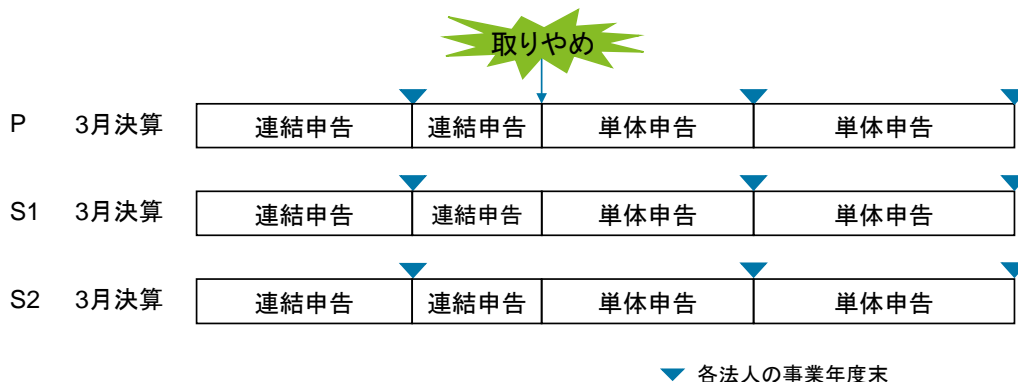 取りやめ
P 3月決算 連結申告 連結申告 単体申告 単体申告
S1 3月決算 連結申告 連結申告 単体申告 単体申告
S2 3月決算 連結申告 連結申告 単体申告 単体申告
各法人の事業年度末